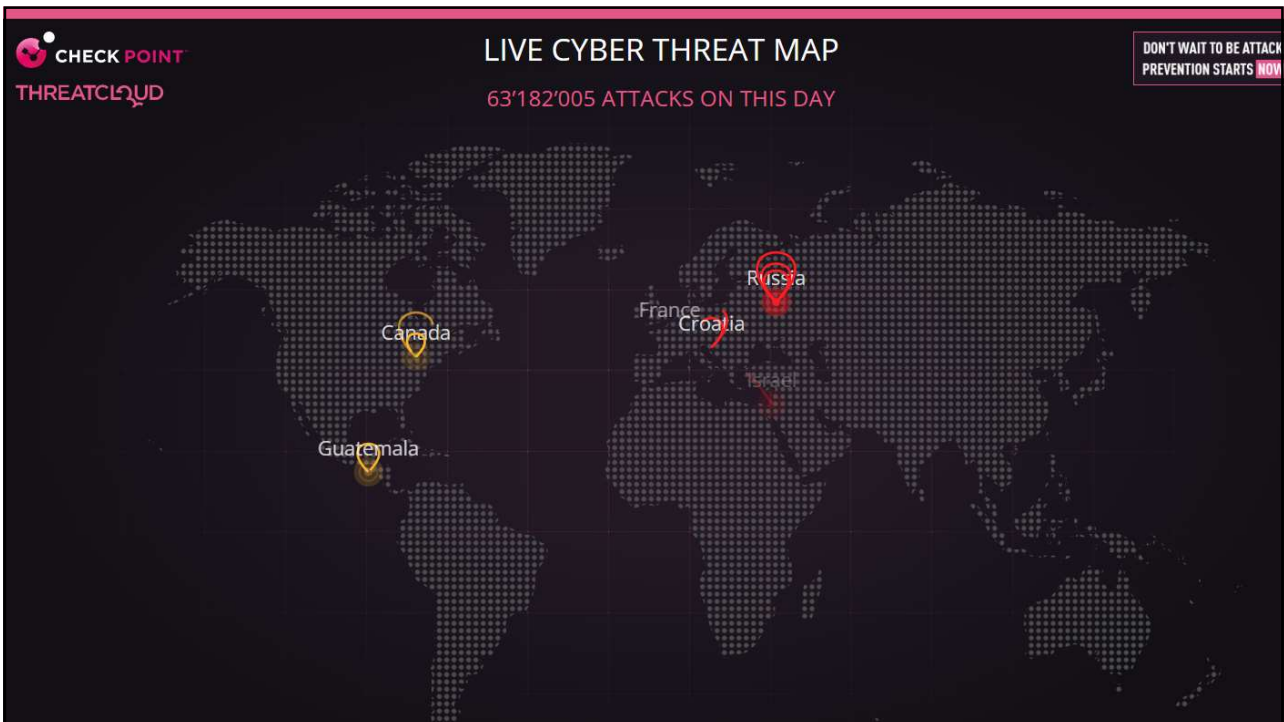 CHECK POINT
THREATCLOUD
LIVE CYBER THREAT MAP
63'182'005 ATTACKS ON THIS DAY
DON'T WAIT TO BE ATTACK
PREVENTION STARTS NOW
Russia
France
Croatia
Canada
Israel
Guatemala